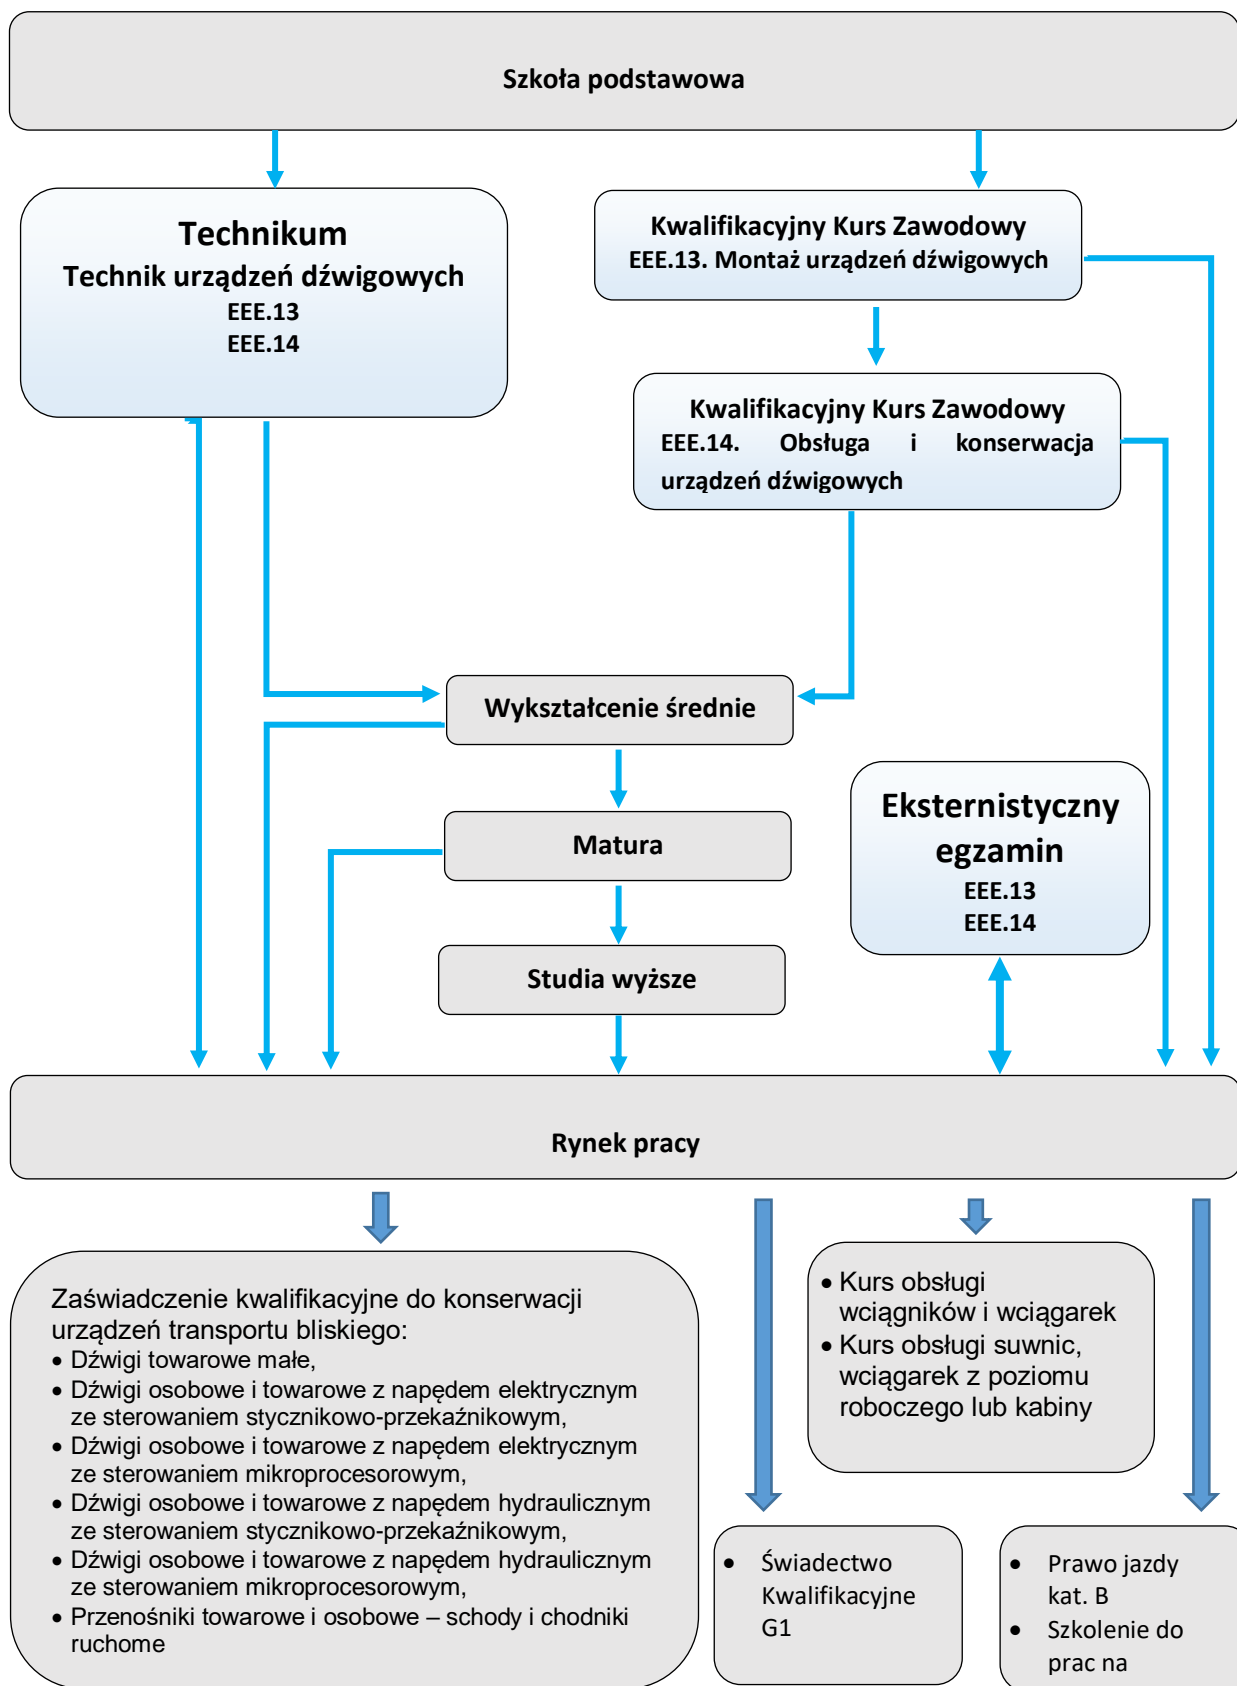 Szkoła podstawowa
Technikum
Technik urządzeń dźwigowych
EEE.13
EEE.14
Kwalifikacyjny Kurs Zawodowy
EEE.13. Montaż urządzeń dźwigowych
Kwalifikacyjny Kurs Zawodowy
EEE.14. Obsługa i konserwacja
urządzeń dźwigowych
Wykształcenie średnie
Matura
Studia wyższe
Eksternistyczny
egzamin
EEE.13
EEE.14
Rynek pracy
Zaświadczenie kwalifikacyjne do konserwacji
urządzeń transportu bliskiego:
• Dźwigi towarowe małe,
• Dźwigi osobowe i towarowe z napędem elektrycznym
ze sterowaniem stycznikowo-przekaźnikowym,
• Dźwigi osobowe i towarowe z napędem elektrycznym
ze sterowaniem mikroprocesorowym,
• Dźwigi osobowe i towarowe z napędem hydraulicznym
ze sterowaniem stycznikowo-przekaźnikowym,
• Dźwigi osobowe i towarowe z napędem hydraulicznym
ze sterowaniem mikroprocesorowym,
• Przenośniki towarowe i osobowe – schody i chodniki
ruchome
• Kurs obsługi
wciągników i wciągarek
• Kurs obsługi suwnic,
wciągarek z poziomu
roboczego lub kabiny
• Świadectwo
Kwalifikacyjne
G1
• Prawo jazdy
kat. B
• Szkolenie do
prac na